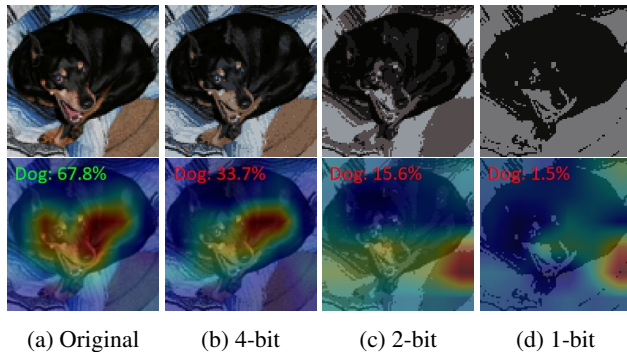 Dog: 67.8% Dog: 33.7% Dog: 15.6% Dog: 1.5%
(a) Original (b) 4-bit (c) 2-bit (d) 1-bit